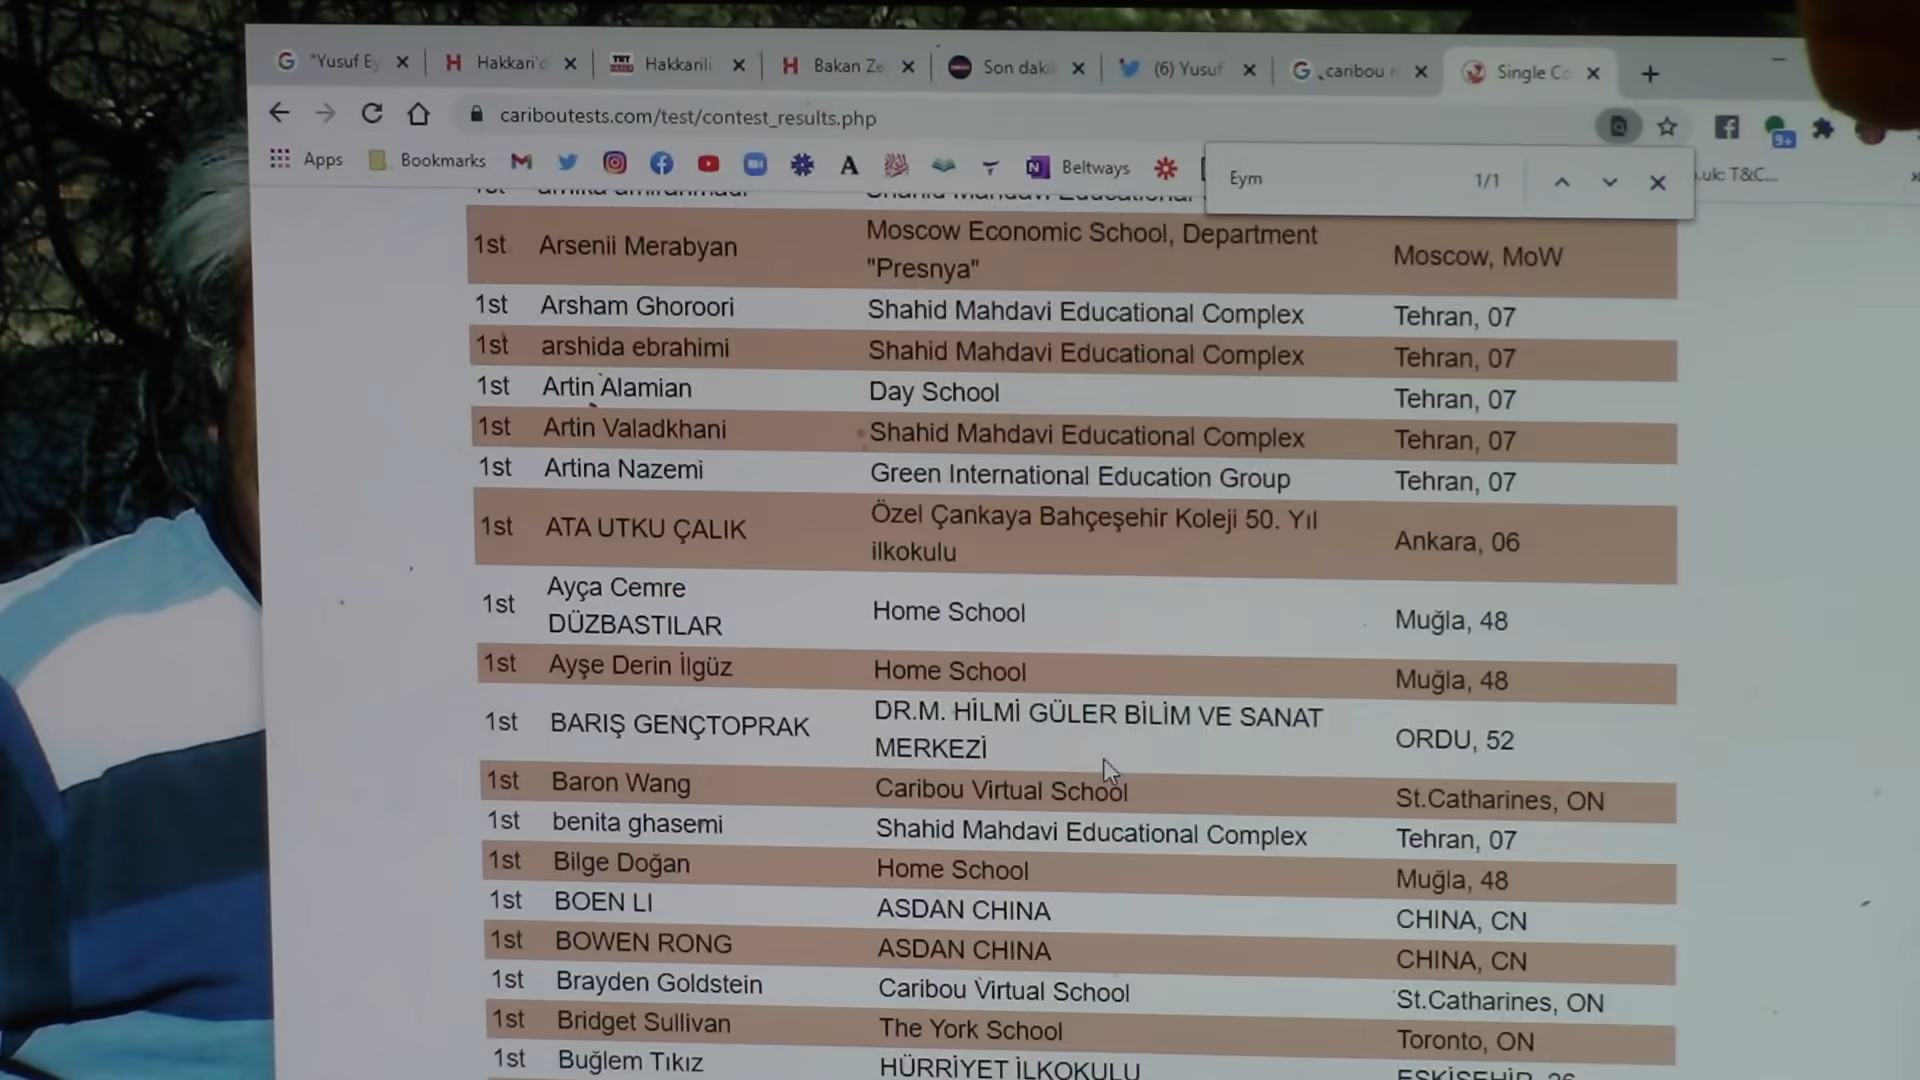 "Yusuf Ey
Hakkari'd
Hakkarili
Bakan Ze
Son daki
(6) Yusuf
caribou m
Single Co
cariboutests.com/test/contest_results.php
Apps
Bookmarks
Beltways
.uk: T&C...
Eym
1/1
9+
1st Arsenii Merabyan Moscow Economic School, Department "Presnya" Moscow, MoW
1st Arsham Ghoroori Shahid Mahdavi Educational Complex Tehran, 07
1st arshida ebrahimi Shahid Mahdavi Educational Complex Tehran, 07
1st Artin Alamian Day School Tehran, 07
1st Artin Valadkhani Shahid Mahdavi Educational Complex Tehran, 07
1st Artina Nazemi Green International Education Group Tehran, 07
1st ATA UTKU ÇALIK Özel Çankaya Bahçeşehir Koleji 50. Yıl ilkokulu Ankara, 06
1st Ayça Cemre DÜZBASTILAR Home School Muğla, 48
1st Ayşe Derin İlgüz Home School Muğla, 48
1st BARIŞ GENÇTOPRAK DR.M. HİLMİ GÜLER BİLİM VE SANAT MERKEZİ ORDU, 52
1st Baron Wang Caribou Virtual School St.Catharines, ON
1st benita ghasemi Shahid Mahdavi Educational Complex Tehran, 07
1st Bilge Doğan Home School Muğla, 48
1st BOEN LI ASDAN CHINA CHINA, CN
1st BOWEN RONG ASDAN CHINA CHINA, CN
1st Brayden Goldstein Caribou Virtual School St.Catharines, ON
1st Bridget Sullivan The York School Toronto, ON
1st Buğlem Tıkız HÜRRİYET İLKOKULU ESKİŞEHİR, 26